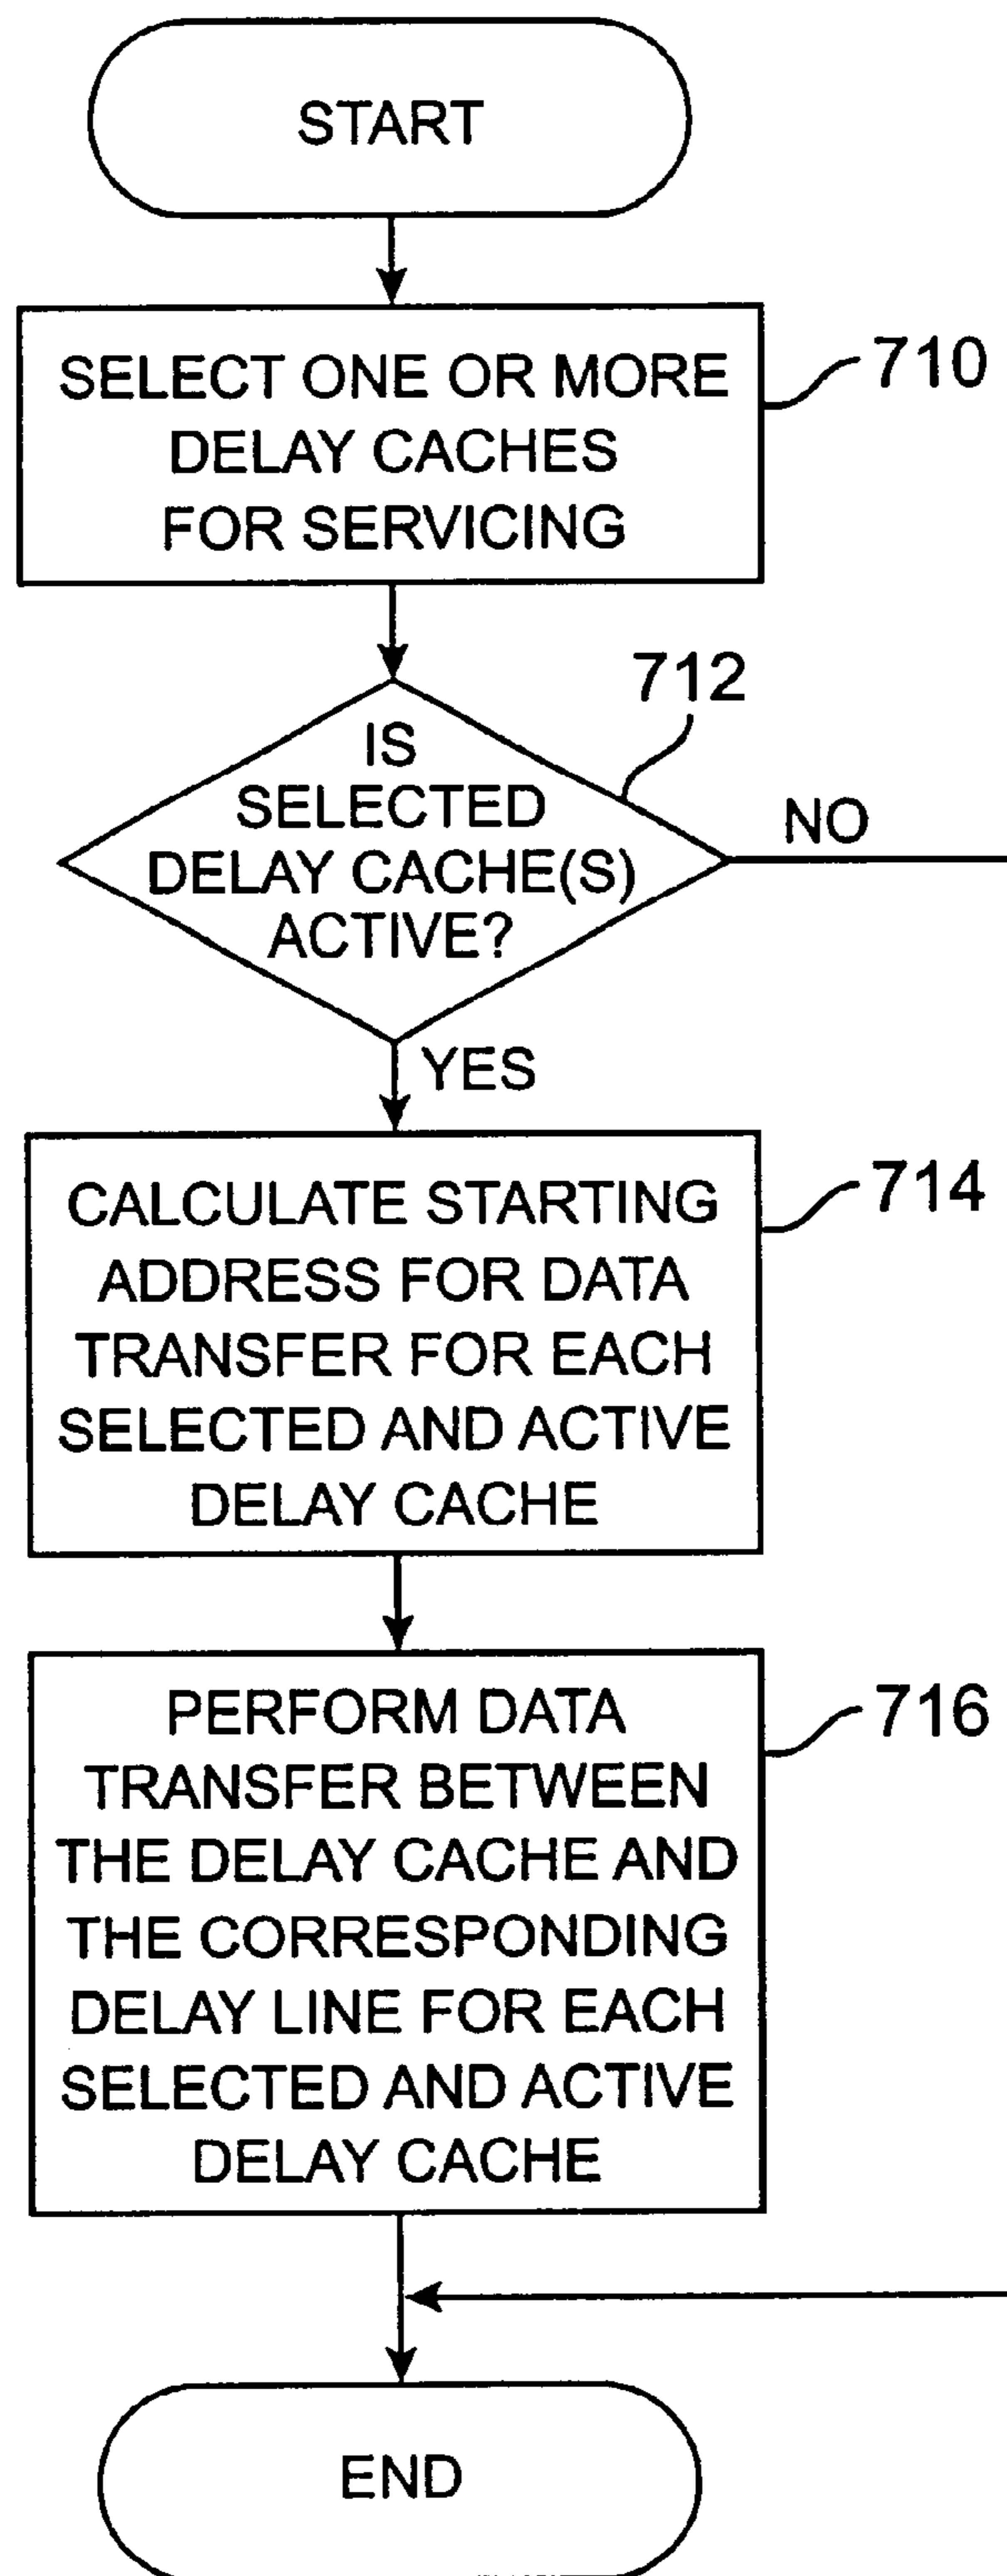 START
SELECT ONE OR MORE
DELAY CACHES
FOR SERVICING
710
712
IS
SELECTED
DELAY CACHE(S)
ACTIVE?
NO
YES
CALCULATE STARTING
ADDRESS FOR DATA
TRANSFER FOR EACH
SELECTED AND ACTIVE
DELAY CACHE
714
PERFORM DATA
TRANSFER BETWEEN
THE DELAY CACHE AND
THE CORRESPONDING
DELAY LINE FOR EACH
SELECTED AND ACTIVE
DELAY CACHE
716
END